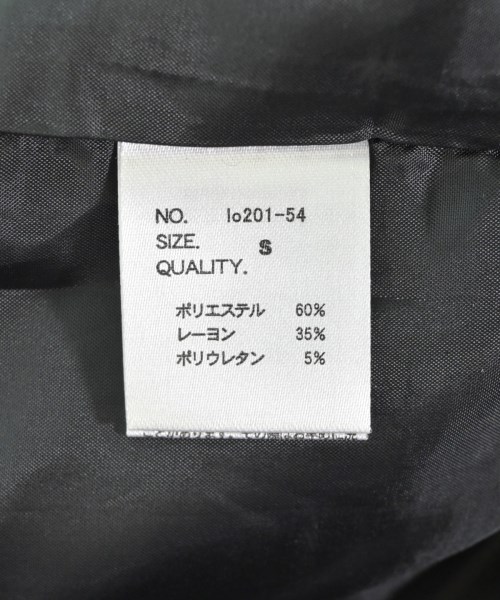 NO. lo201-54
SIZE. S
QUALITY.
ポリエステル 60%
レーヨン 35%
ポリウレタン 5%